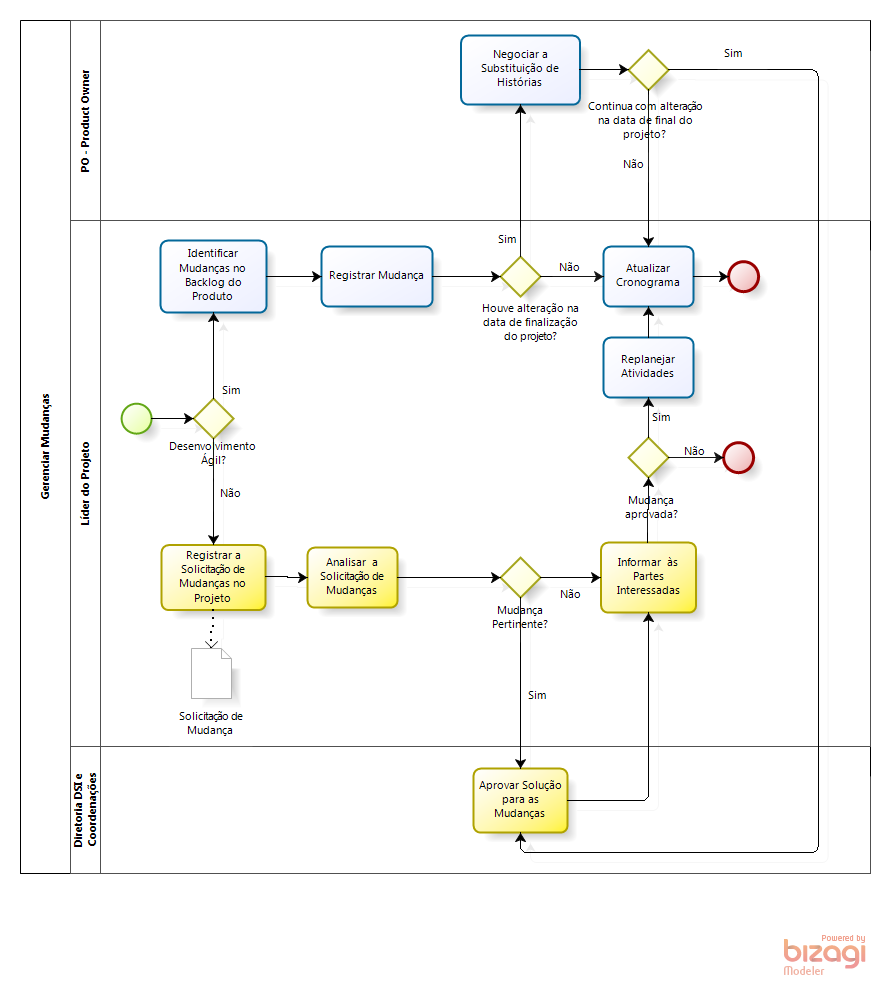 Gerenciar Mudanças
PO - Product Owner
Negociar a
Substituição de
Histórias
Sim
Continua com alteração
na data de final do
projeto?
Não
Líder do Projeto
Identificar
Mudanças no
Backlog do
Produto
Registrar Mudança
Sim
Houve alteração na
data de finalização
do projeto?
Não
Atualizar
Cronograma
Replanejar
Atividades
Sim
Desenvolvimento
Ágil?
Não
Sim
Não
Mudança
aprovada?
Registrar a
Solicitação de
Mudanças no
Projeto
Analisar a
Solicitação de
Mudanças
Mudança
Pertinente?
Não
Informar às
Partes
Interessadas
Solicitação de
Mudança
Sim
Diretoria DSI e
Coordenações
Aprovar Solução
para as
Mudanças
Powered by
bizagi
Modeler